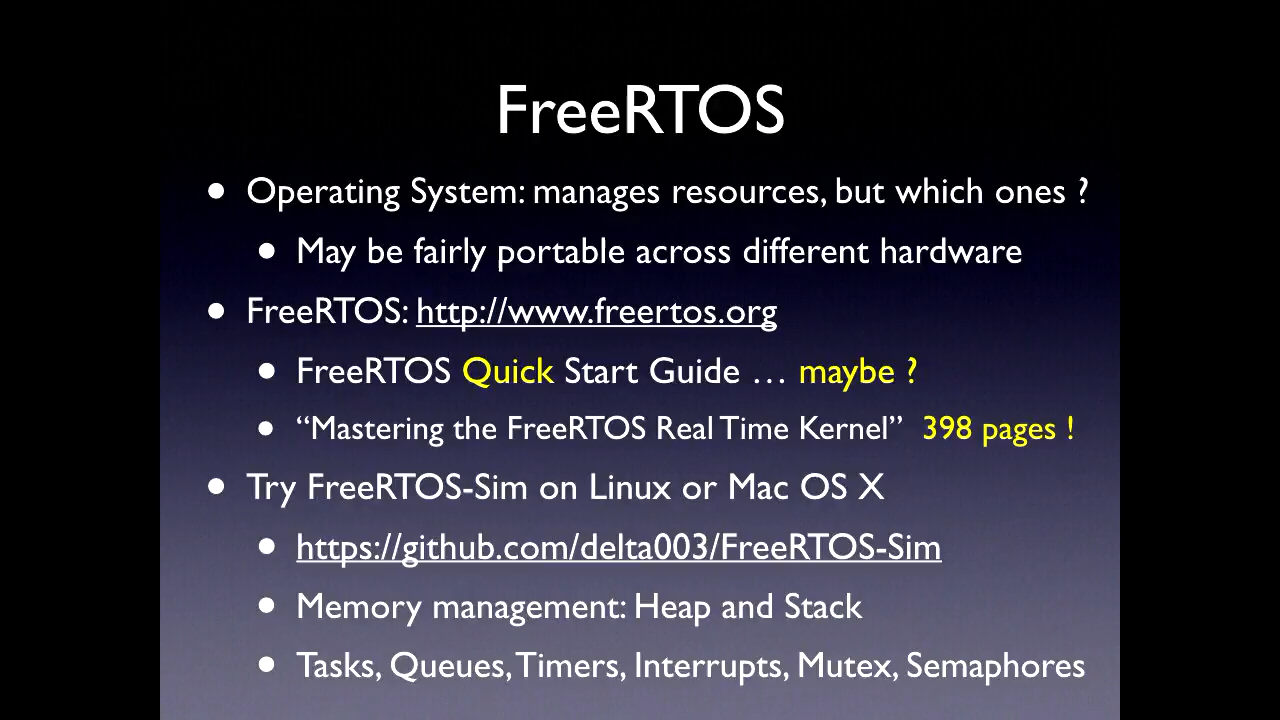 FreeRTOS
• Operating System: manages resources, but which ones ?
• May be fairly portable across different hardware
• FreeRTOS: http://www.freertos.org
• FreeRTOS Quick Start Guide … maybe ?
• “Mastering the FreeRTOS Real Time Kernel” 398 pages !
• Try FreeRTOS-Sim on Linux or Mac OS X
• https://github.com/delta003/FreeRTOS-Sim
• Memory management: Heap and Stack
• Tasks, Queues, Timers, Interrupts, Mutex, Semaphores